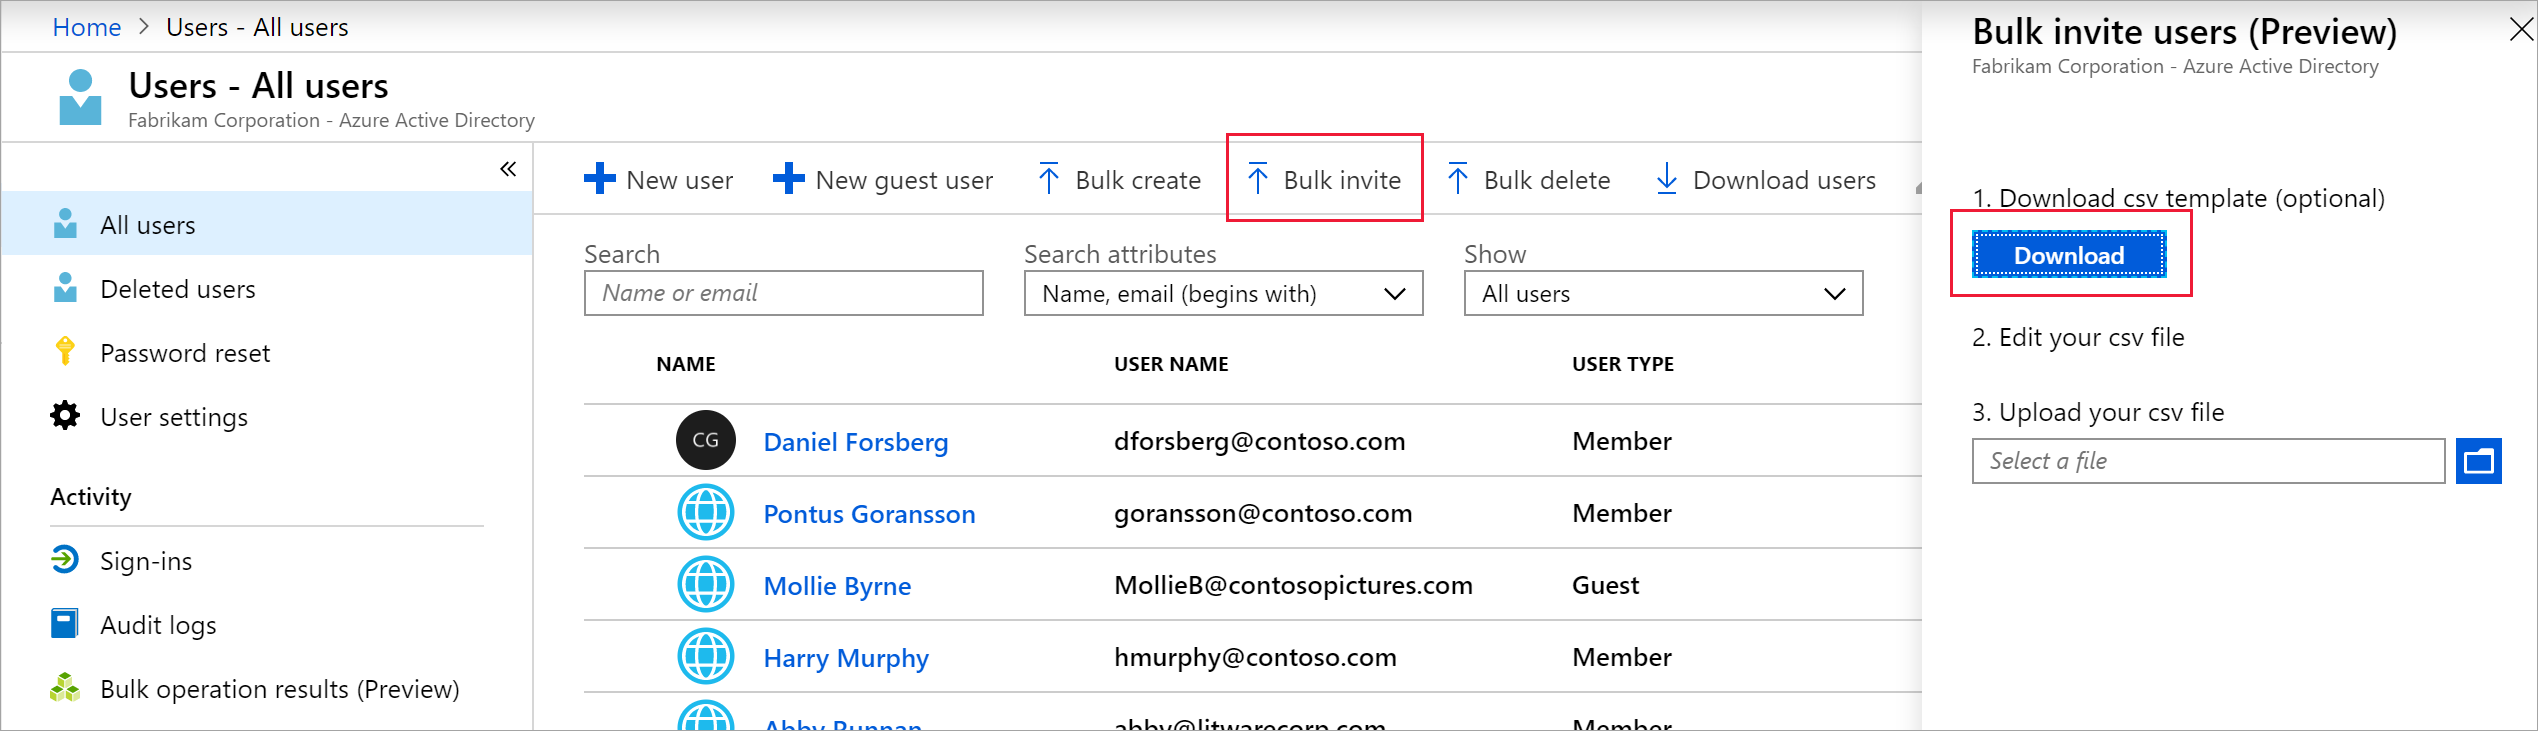 Home > Users - All users
Users - All users
Fabrikam Corporation - Azure Active Directory
«
All users
Deleted users
Password reset
User settings
Activity
Sign-ins
Audit logs
Bulk operation results (Preview)
New user
New guest user
Bulk create
Bulk invite
Bulk delete
Download users
Search
Name or email
Search attributes
Name, email (begins with)
Show
All users
NAME USER NAME USER TYPE
CG Daniel Forsberg dforsberg@contoso.com Member
Pontus Goransson goransson@contoso.com Member
Mollie Byrne MollieB@contosopictures.com Guest
Harry Murphy hmurphy@contoso.com Member
Abby abby@litwarecorp.com Member
Bulk invite users (Preview)
Fabrikam Corporation - Azure Active Directory
1. Download csv template (optional)
Download
2. Edit your csv file
3. Upload your csv file
Select a file